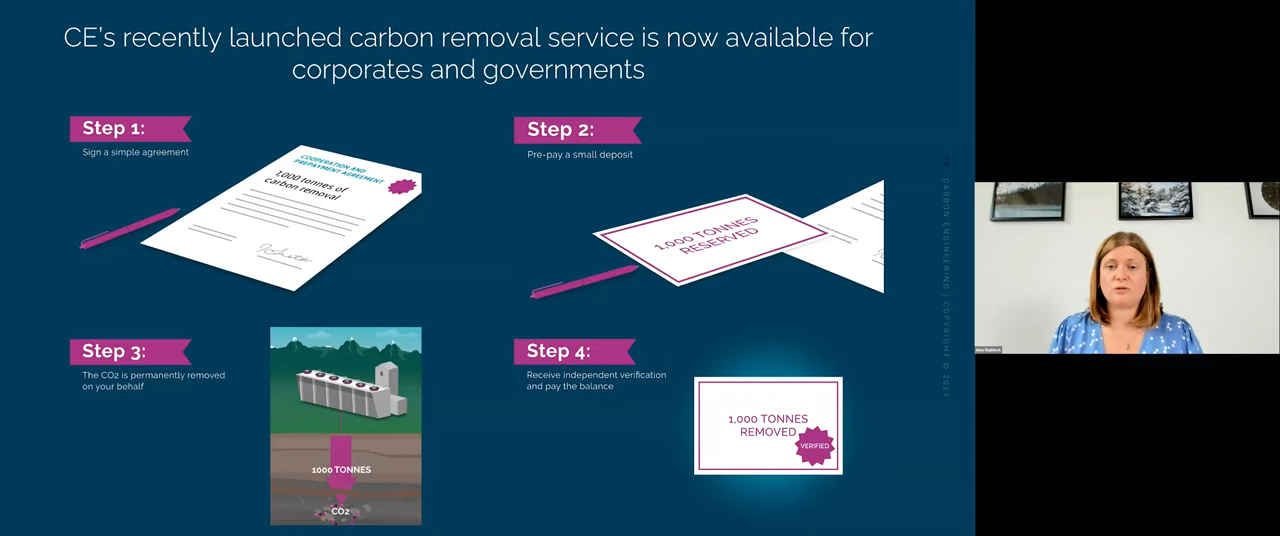 CE's recently launched carbon removal service is now available for
corporates and governments
Step 1:
Sign a simple agreement
COOPERATION AND
PREPAYMENT AGREEMENT
1,000 tonnes of
carbon removal
Step 2:
Pre-pay a small deposit
1,000 TONNES
RESERVED
Step 3:
The CO2 is permanently removed
on your behalf
1000 TONNES
CO2
Step 4:
Receive independent verification
and pay the balance
1,000 TONNES
REMOVED
VERIFIED
CARBON ENGINEERING | COPYRIGHT © 2021